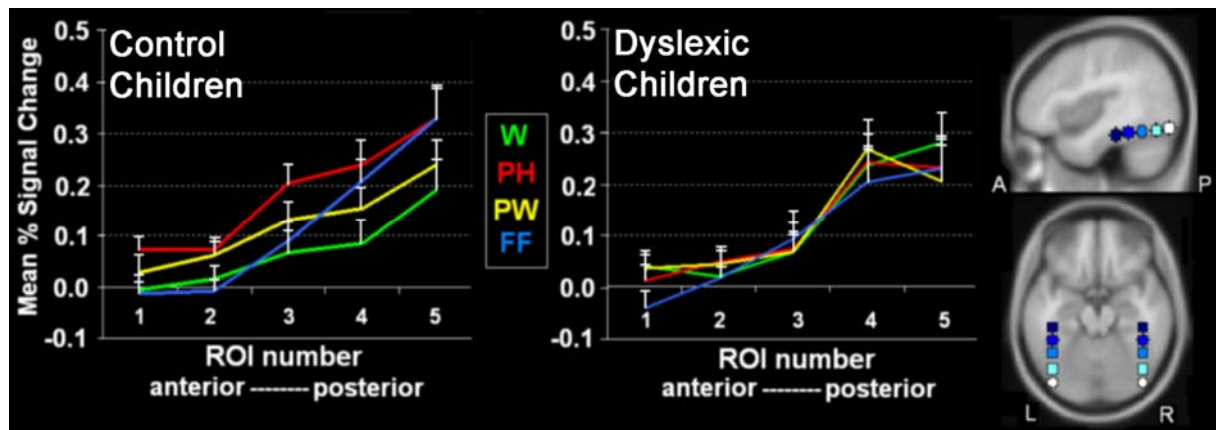 Control
Children
Mean % Signal Change
0.5
0.4
0.3
0.2
0.1
0.0
-0.1
1 2 3 4 5
ROI number
anterior -------- posterior
W
PH
PW
FF
Dyslexic
Children
0.5
0.4
0.3
0.2
0.1
0.0
-0.1
1 2 3 4 5
ROI number
anterior -------- posterior
A P
L R